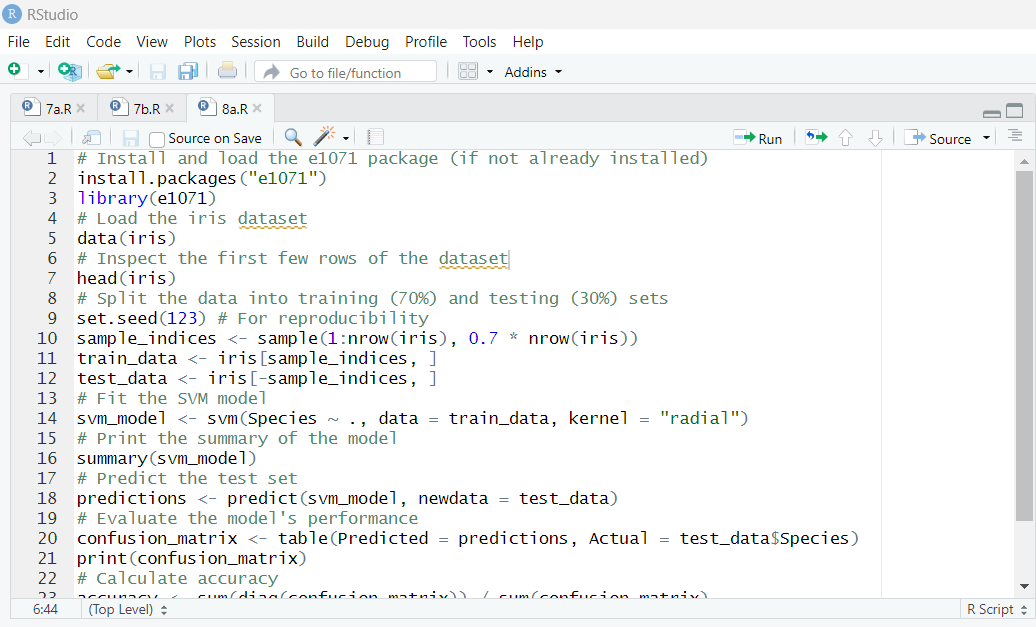 RStudio
File Edit Code View Plots Session Build Debug Profile Tools Help
Go to file/function Addins
7a.R 7b.R 8a.R
Source on Save Run Source
1 # Install and load the e1071 package (if not already installed)
2 install.packages("e1071")
3 library(e1071)
4 # Load the iris dataset
5 data(iris)
6 # Inspect the first few rows of the dataset
7 head(iris)
8 # Split the data into training (70%) and testing (30%) sets
9 set.seed(123) # For reproducibility
10 sample_indices <- sample(1:nrow(iris), 0.7 * nrow(iris))
11 train_data <- iris[sample_indices, ]
12 test_data <- iris[-sample_indices, ]
13 # Fit the SVM model
14 svm_model <- svm(Species ~ ., data = train_data, kernel = "radial")
15 # Print the summary of the model
16 summary(svm_model)
17 # Predict the test set
18 predictions <- predict(svm_model, newdata = test_data)
19 # Evaluate the model's performance
20 confusion_matrix <- table(Predicted = predictions, Actual = test_data$Species)
21 print(confusion_matrix)
22 # Calculate accuracy
23 accuracy <- sum(diag(confusion_matrix)) / sum(confusion_matrix)
6:44 (Top Level) R Script